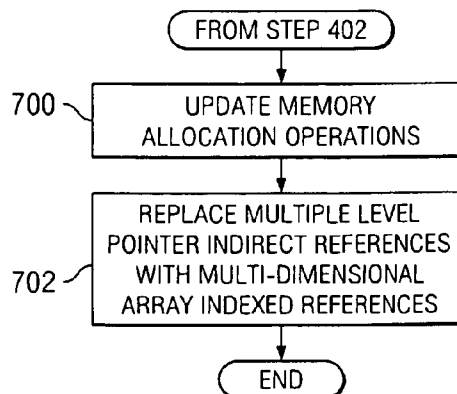 FROM STEP 402
700
UPDATE MEMORY
ALLOCATION OPERATIONS
REPLACE MULTIPLE LEVEL
POINTER INDIRECT REFERENCES
WITH MULTI-DIMENSIONAL
ARRAY INDEXED REFERENCES
702
END